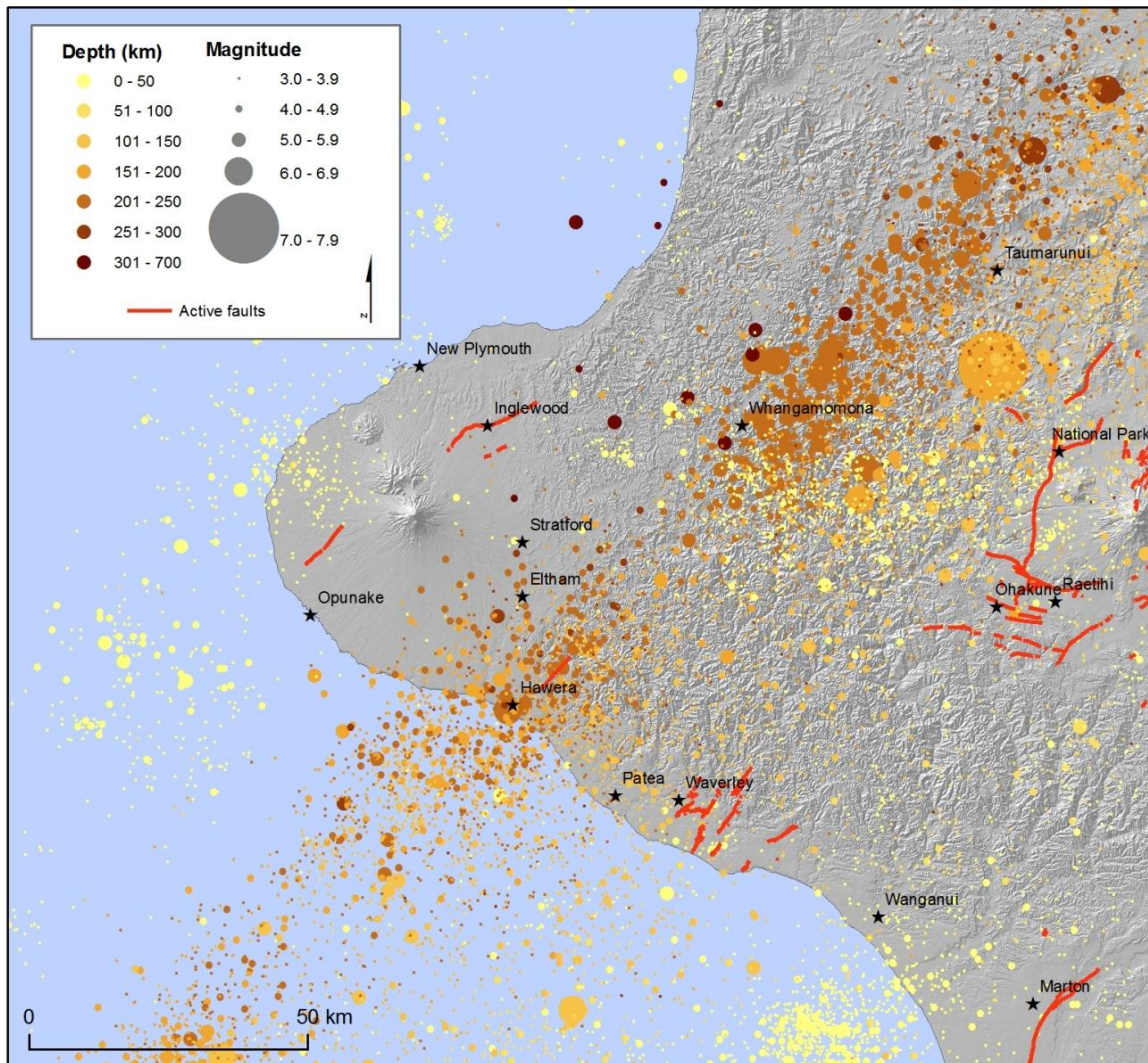 Depth (km)
0 - 50
51 - 100
101 - 150
151 - 200
201 - 250
251 - 300
301 - 700
Magnitude
3.0 - 3.9
4.0 - 4.9
5.0 - 5.9
6.0 - 6.9
7.0 - 7.9
Active faults
N
Taumarunui
New Plymouth
Inglewood
Whangamomona
National Park
Stratford
Eltham
Opunake
Ohakune
Raetihi
Hawera
Patea
Waverley
Wanganui
Marton
0
50 km